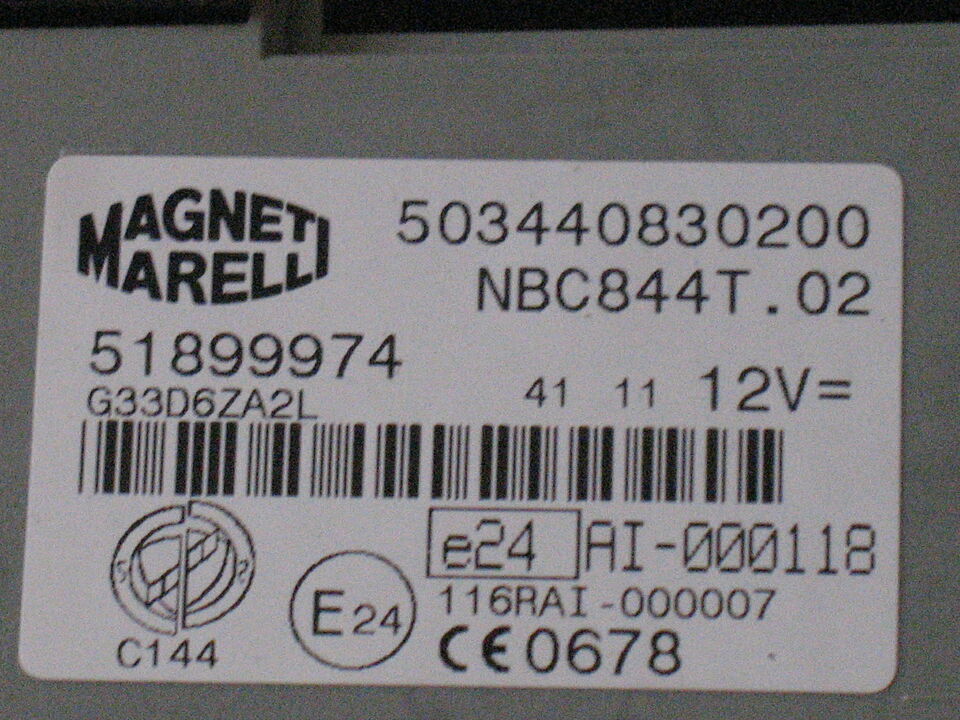 MAGNETI
MARELLI
503440830200
NBC844T.02
51899974
G33D6ZA2L
41 11 12V=
e24 AI-000118
116RAI-000007
E24
C144
CE0678